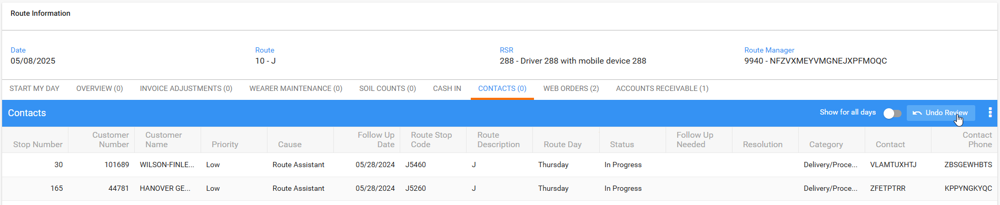 Route Information
Date Route RSR Route Manager
05/08/2025 10 - J 288 - Driver 288 with mobile device 288 9940 - NFZVXMEYVMGNEJXPFMOQC
START MY DAY OVERVIEW (0) INVOICE ADJUSTMENTS (0) WEARER MAINTENANCE (0) SOIL COUNTS (0) CASH IN CONTACTS (0) WEB ORDERS (2) ACCOUNTS RECEIVABLE (1)
Contacts Show for all days Undo Review
Customer Customer Follow Up Route Stop Route Follow Up Contact
Stop Number Number Name Priority Cause Date Code Description Route Day Status Needed Resolution Category Contact Phone
30 101689 WILSON-FINLE... Low Route Assistant 05/28/2024 J5460 J Thursday In Progress Delivery/Proce... VLAMTUXHTJ ZBSGEWHBTS
165 44781 HANOVER GE... Low Route Assistant 05/28/2024 J5260 J Thursday In Progress Delivery/Proce... ZFETPTRR KPPYNGKYQC